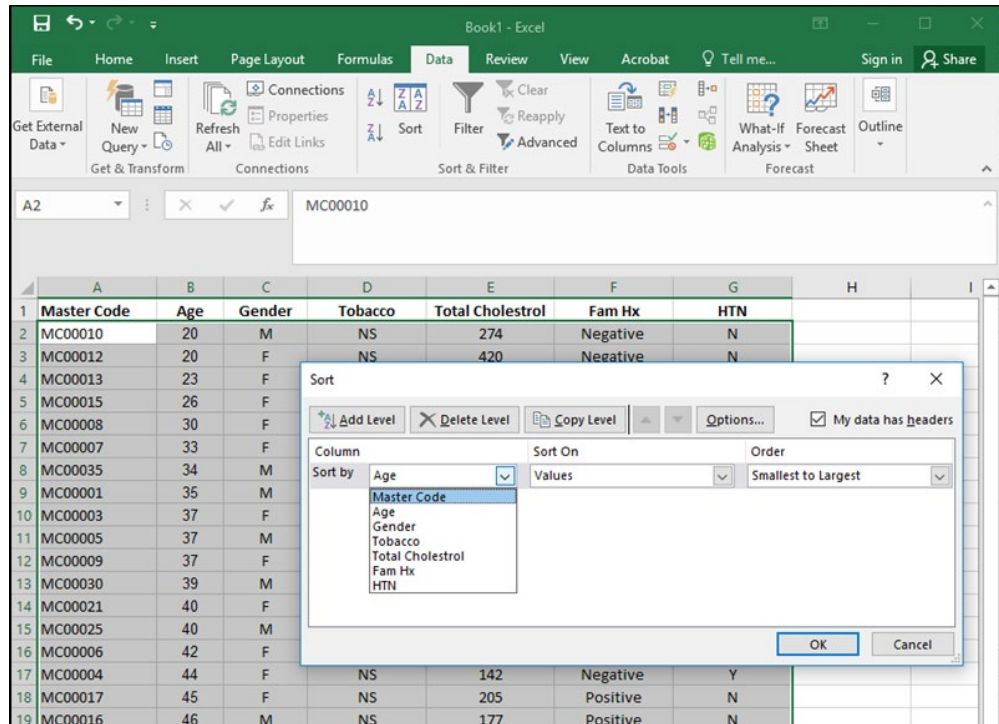 Book1 - Excel
File Home Insert Page Layout Formulas Data Review View Acrobat Tell me... Sign in Share
Get External Data
New Query
Get & Transform
Refresh All
Connections
Properties
Edit Links
Connections
Sort
Filter
Clear
Reapply
Advanced
Sort & Filter
Text to Columns
Data Tools
What-If Analysis
Forecast Sheet
Forecast
Outline
A2 fx MC00010
A B C D E F G H I
1 Master Code Age Gender Tobacco Total Cholestrol Fam Hx HTN
2 MC00010 20 M NS 274 Negative N
3 MC00012 20 F NS 420 Negative N
4 MC00013 23 F
5 MC00015 26 F
6 MC00008 30 F
7 MC00007 33 F
8 MC00035 34 M
9 MC00001 35 M
10 MC00003 37 F
11 MC00005 37 M
12 MC00009 37 F
13 MC00030 39 M
14 MC00021 40 F
15 MC00025 40 M
16 MC00006 42 F
17 MC00004 44 F NS 142 Negative Y
18 MC00017 45 F NS 205 Positive N
19 MC00016 46 M NS 177 Positive N
Sort ?
Add Level Delete Level Copy Level Options... My data has headers
Column Sort On Order
Sort by Age Values Smallest to Largest
Master Code
Age
Gender
Tobacco
Total Cholestrol
Fam Hx
HTN
OK Cancel